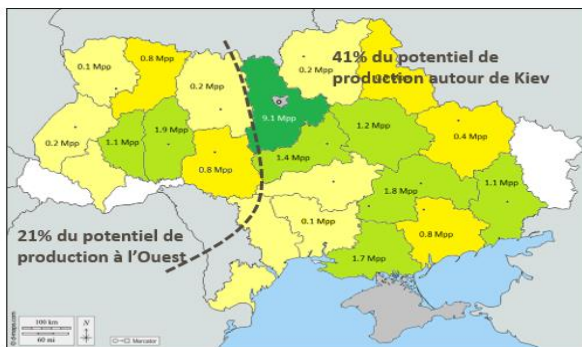 41% du potentiel de
production autour de Kiev
0.1 Mpp
0.8 Mpp
0.2 Mpp
0.2 Mpp
9.1 Mpp
0.2 Mpp
1.1 Mpp
1.9 Mpp
0.8 Mpp
1.4 Mpp
1.2 Mpp
0.4 Mpp
1.8 Mpp
1.1 Mpp
0.1 Mpp
0.8 Mpp
1.7 Mpp
21% du potentiel de
production à l'Ouest
100 km
60 mi
N
Mercator
© d-maps.com